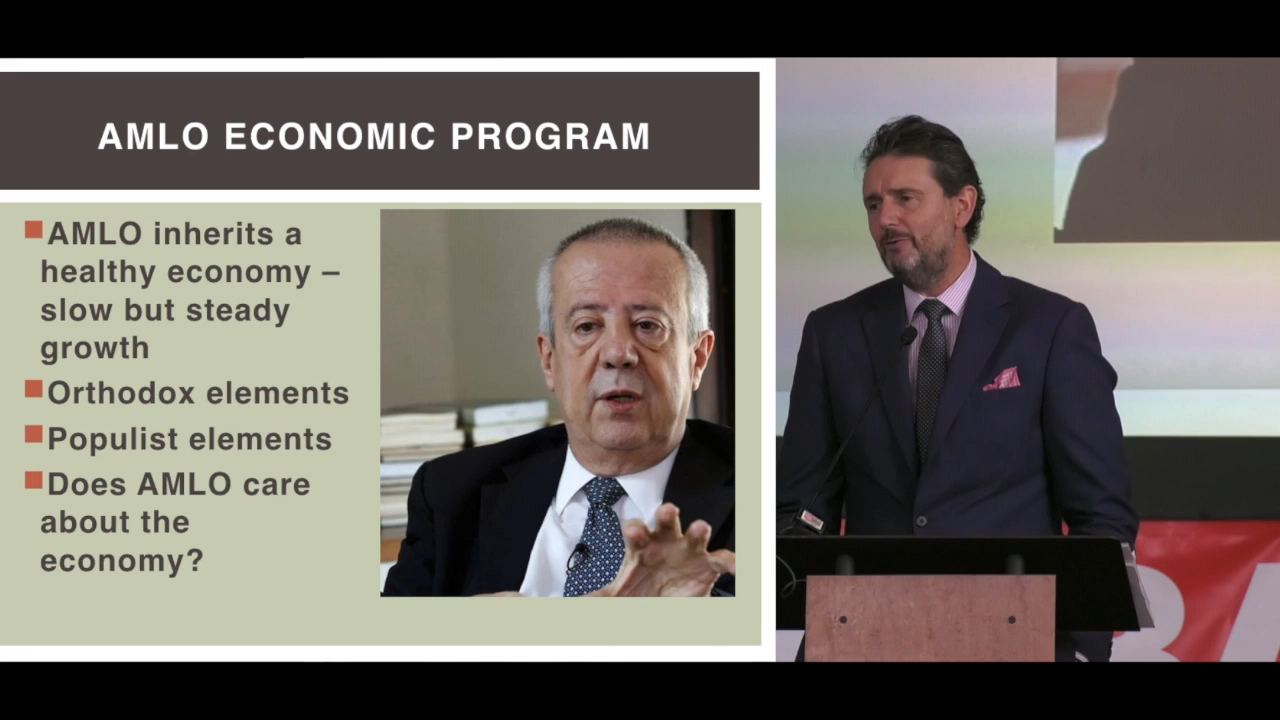 AMLO ECONOMIC PROGRAM
AMLO inherits a
healthy economy –
slow but steady
growth
Orthodox elements
Populist elements
Does AMLO care
about the
economy?